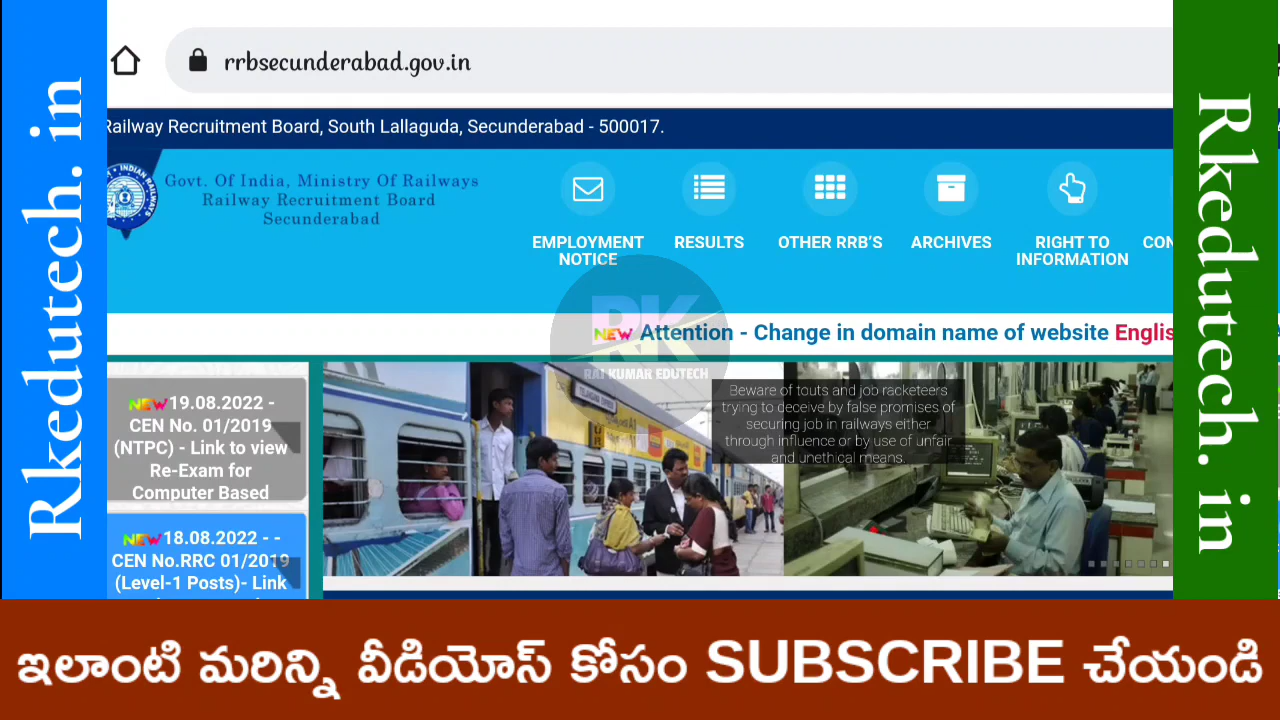 Rkedutech. in
rrbsecunderabad.gov.in
Railway Recruitment Board, South Lallaguda, Secunderabad - 500017.
INDIAN RAILWAYS
Govt. Of India, Ministry Of Railways
Railway Recruitment Board
Secunderabad
EMPLOYMENT
NOTICE
RESULTS
OTHER RRB'S
ARCHIVES
RIGHT TO
INFORMATION
CON
NEW Attention - Change in domain name of website Englis
RK
RAJ KUMAR EDUTECH
NEW 19.08.2022 -
CEN No. 01/2019
(NTPC) - Link to view
Re-Exam for
Computer Based
NEW 18.08.2022 - -
CEN No.RRC 01/2019
(Level-1 Posts)- Link
Beware of touts and job racketeers
trying to deceive by false promises of
securing job in railways either
through influence or by use of unfair
and unethical means.
Rkedutech. in
ఇలాంటి మరిన్ని వీడియోస్ కోసం SUBSCRIBE చేయండి